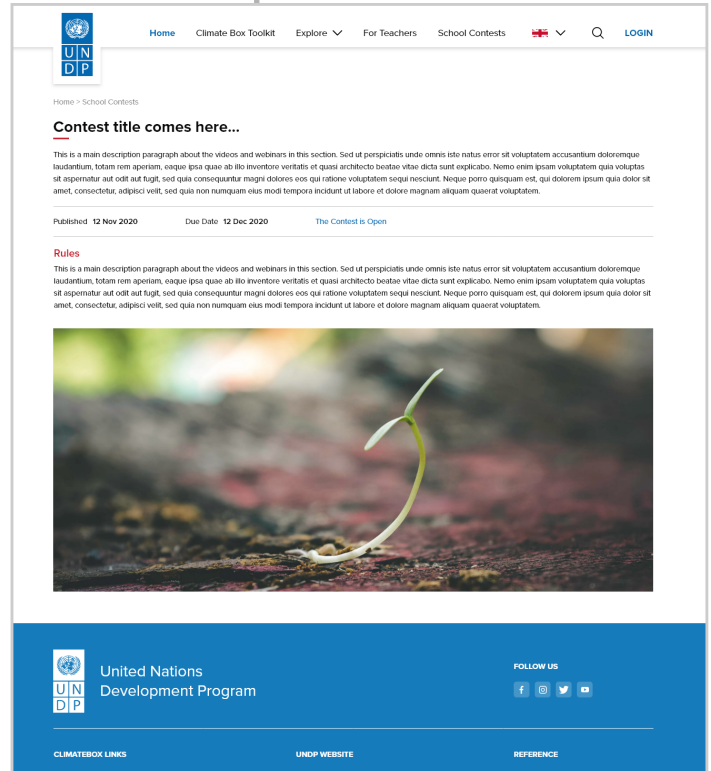 UN
DP
Home Climate Box Toolkit Explore For Teachers School Contests LOGIN
Home > School Contests
Contest title comes here...
This is a main description paragraph about the videos and webinars in this section. Sed ut perspiciatis unde omnis iste natus error sit voluptatem accusantium doloremque
laudantium, totam rem aperiam, eaque ipsa quae ab illo inventore veritatis et quasi architecto beatae vitae dicta sunt explicabo. Nemo enim ipsam voluptatem quia voluptas
sit aspernatur aut odit aut fugit, sed quia consequuntur magni dolores eos qui ratione voluptatem sequi nesciunt. Neque porro quisquam est, qui dolorem ipsum quia dolor sit
amet, consectetur, adipisci velit, sed quia non numquam eius modi tempora incidunt ut labore et dolore magnam aliquam quaerat voluptatem.
Published 12 Nov 2020 Due Date 12 Dec 2020 The Contest is Open
Rules
This is a main description paragraph about the videos and webinars in this section. Sed ut perspiciatis unde omnis iste natus error sit voluptatem accusantium doloremque
laudantium, totam rem aperiam, eaque ipsa quae ab illo inventore veritatis et quasi architecto beatae vitae dicta sunt explicabo. Nemo enim ipsam voluptatem quia voluptas
sit aspernatur aut odit aut fugit, sed quia consequuntur magni dolores eos qui ratione voluptatem sequi nesciunt. Neque porro quisquam est, qui dolorem ipsum quia dolor sit
amet, consectetur, adipisci velit, sed quia non numquam eius modi tempora incidunt ut labore et dolore magnam aliquam quaerat voluptatem.
UN
DP
United Nations
Development Program
FOLLOW US
CLIMATEBOX LINKS UNDP WEBSITE REFERENCE